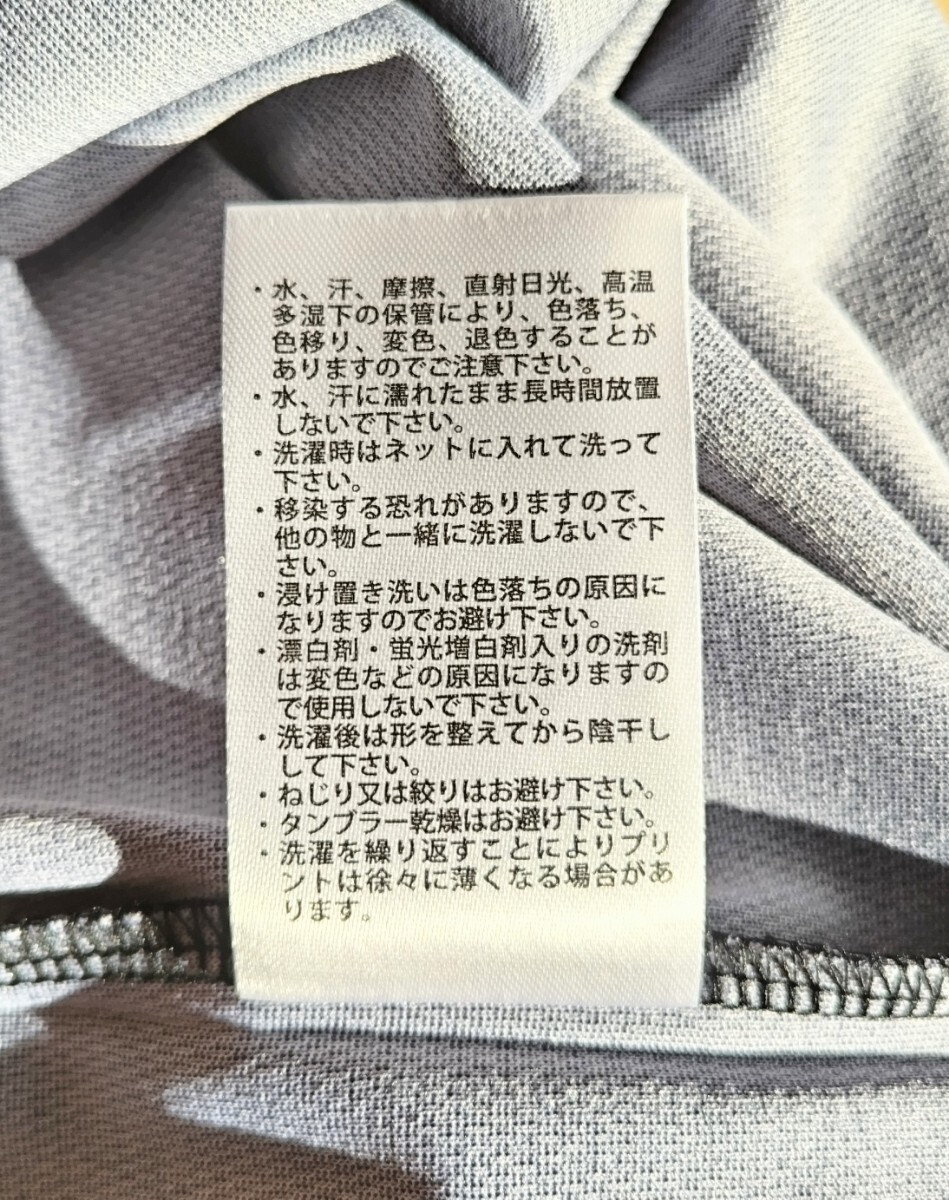 ・水、汗、摩擦、直射日光、高温
多湿下の保管により、色落ち、
色移り、変色、退色することが
ありますのでご注意下さい。
・水、汗に濡れたまま長時間放置
しないで下さい。
・洗濯時はネットに入れて洗って
下さい。
・移染する恐れがありますので、
他の物と一緒に洗濯しないで下
さい。
・浸け置き洗いは色落ちの原因に
なりますのでお避け下さい。
・漂白剤・蛍光増白剤入りの洗剤
は変色などの原因になりますの
で使用しないで下さい。
・洗濯後は形を整えてから陰干し
して下さい。
・ねじり又は絞りはお避け下さい。
・タンブラー乾燥はお避け下さい。
・洗濯を繰り返すことによりプリ
ントは徐々に薄くなる場合があ
ります。